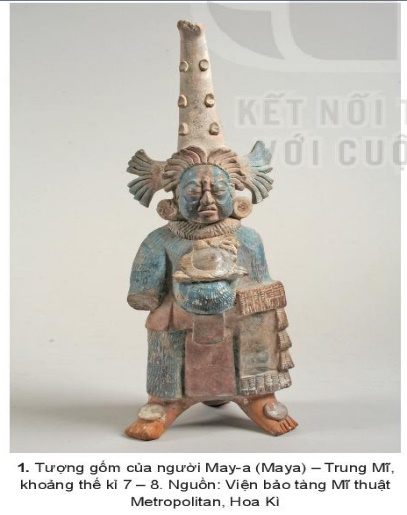 KẾT NỐI T
VỚI CUỘ
1. Tượng gốm của người May-a (Maya) – Trung Mĩ,
khoảng thế kỉ 7 – 8. Nguồn: Viện bảo tàng Mĩ thuật
Metropolitan, Hoa Kì